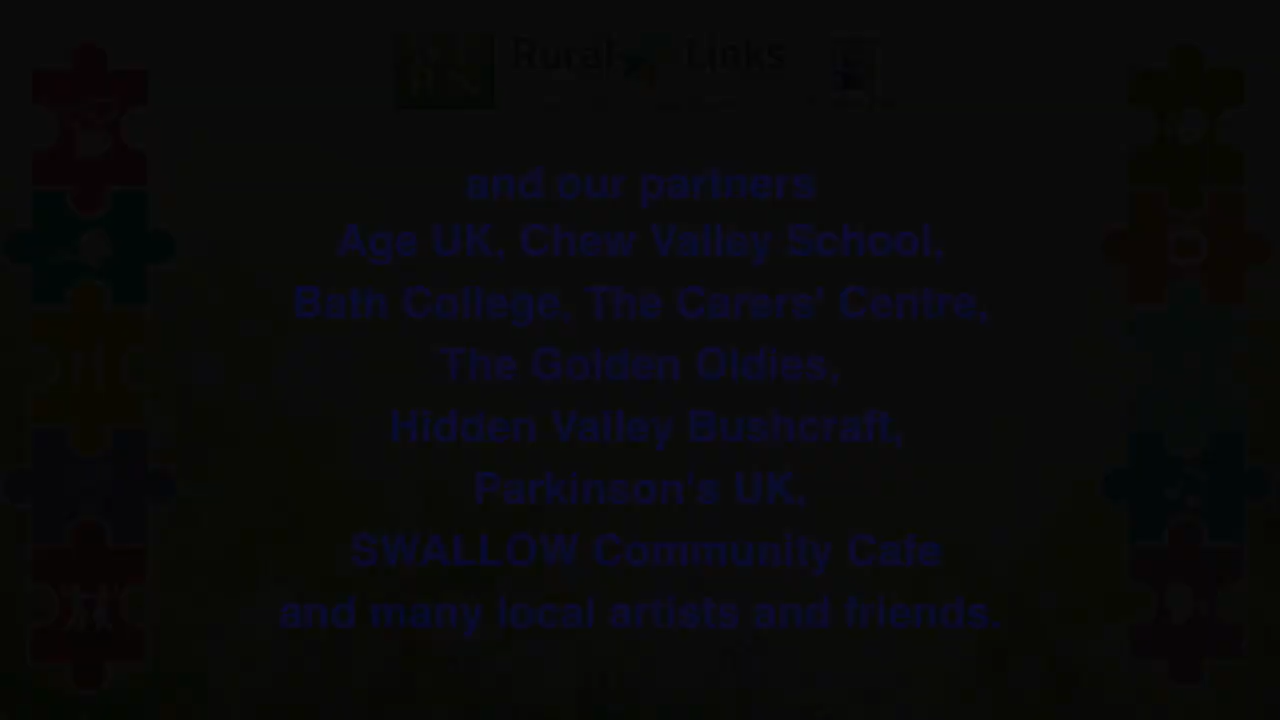 Rural Links
and our partners
Age UK, Chew Valley School,
Bath College, The Carers' Centre,
The Golden Oldies,
Hidden Valley Bushcraft,
Parkinson's UK,
SWALLOW Community Cafe
and many local artists and friends.